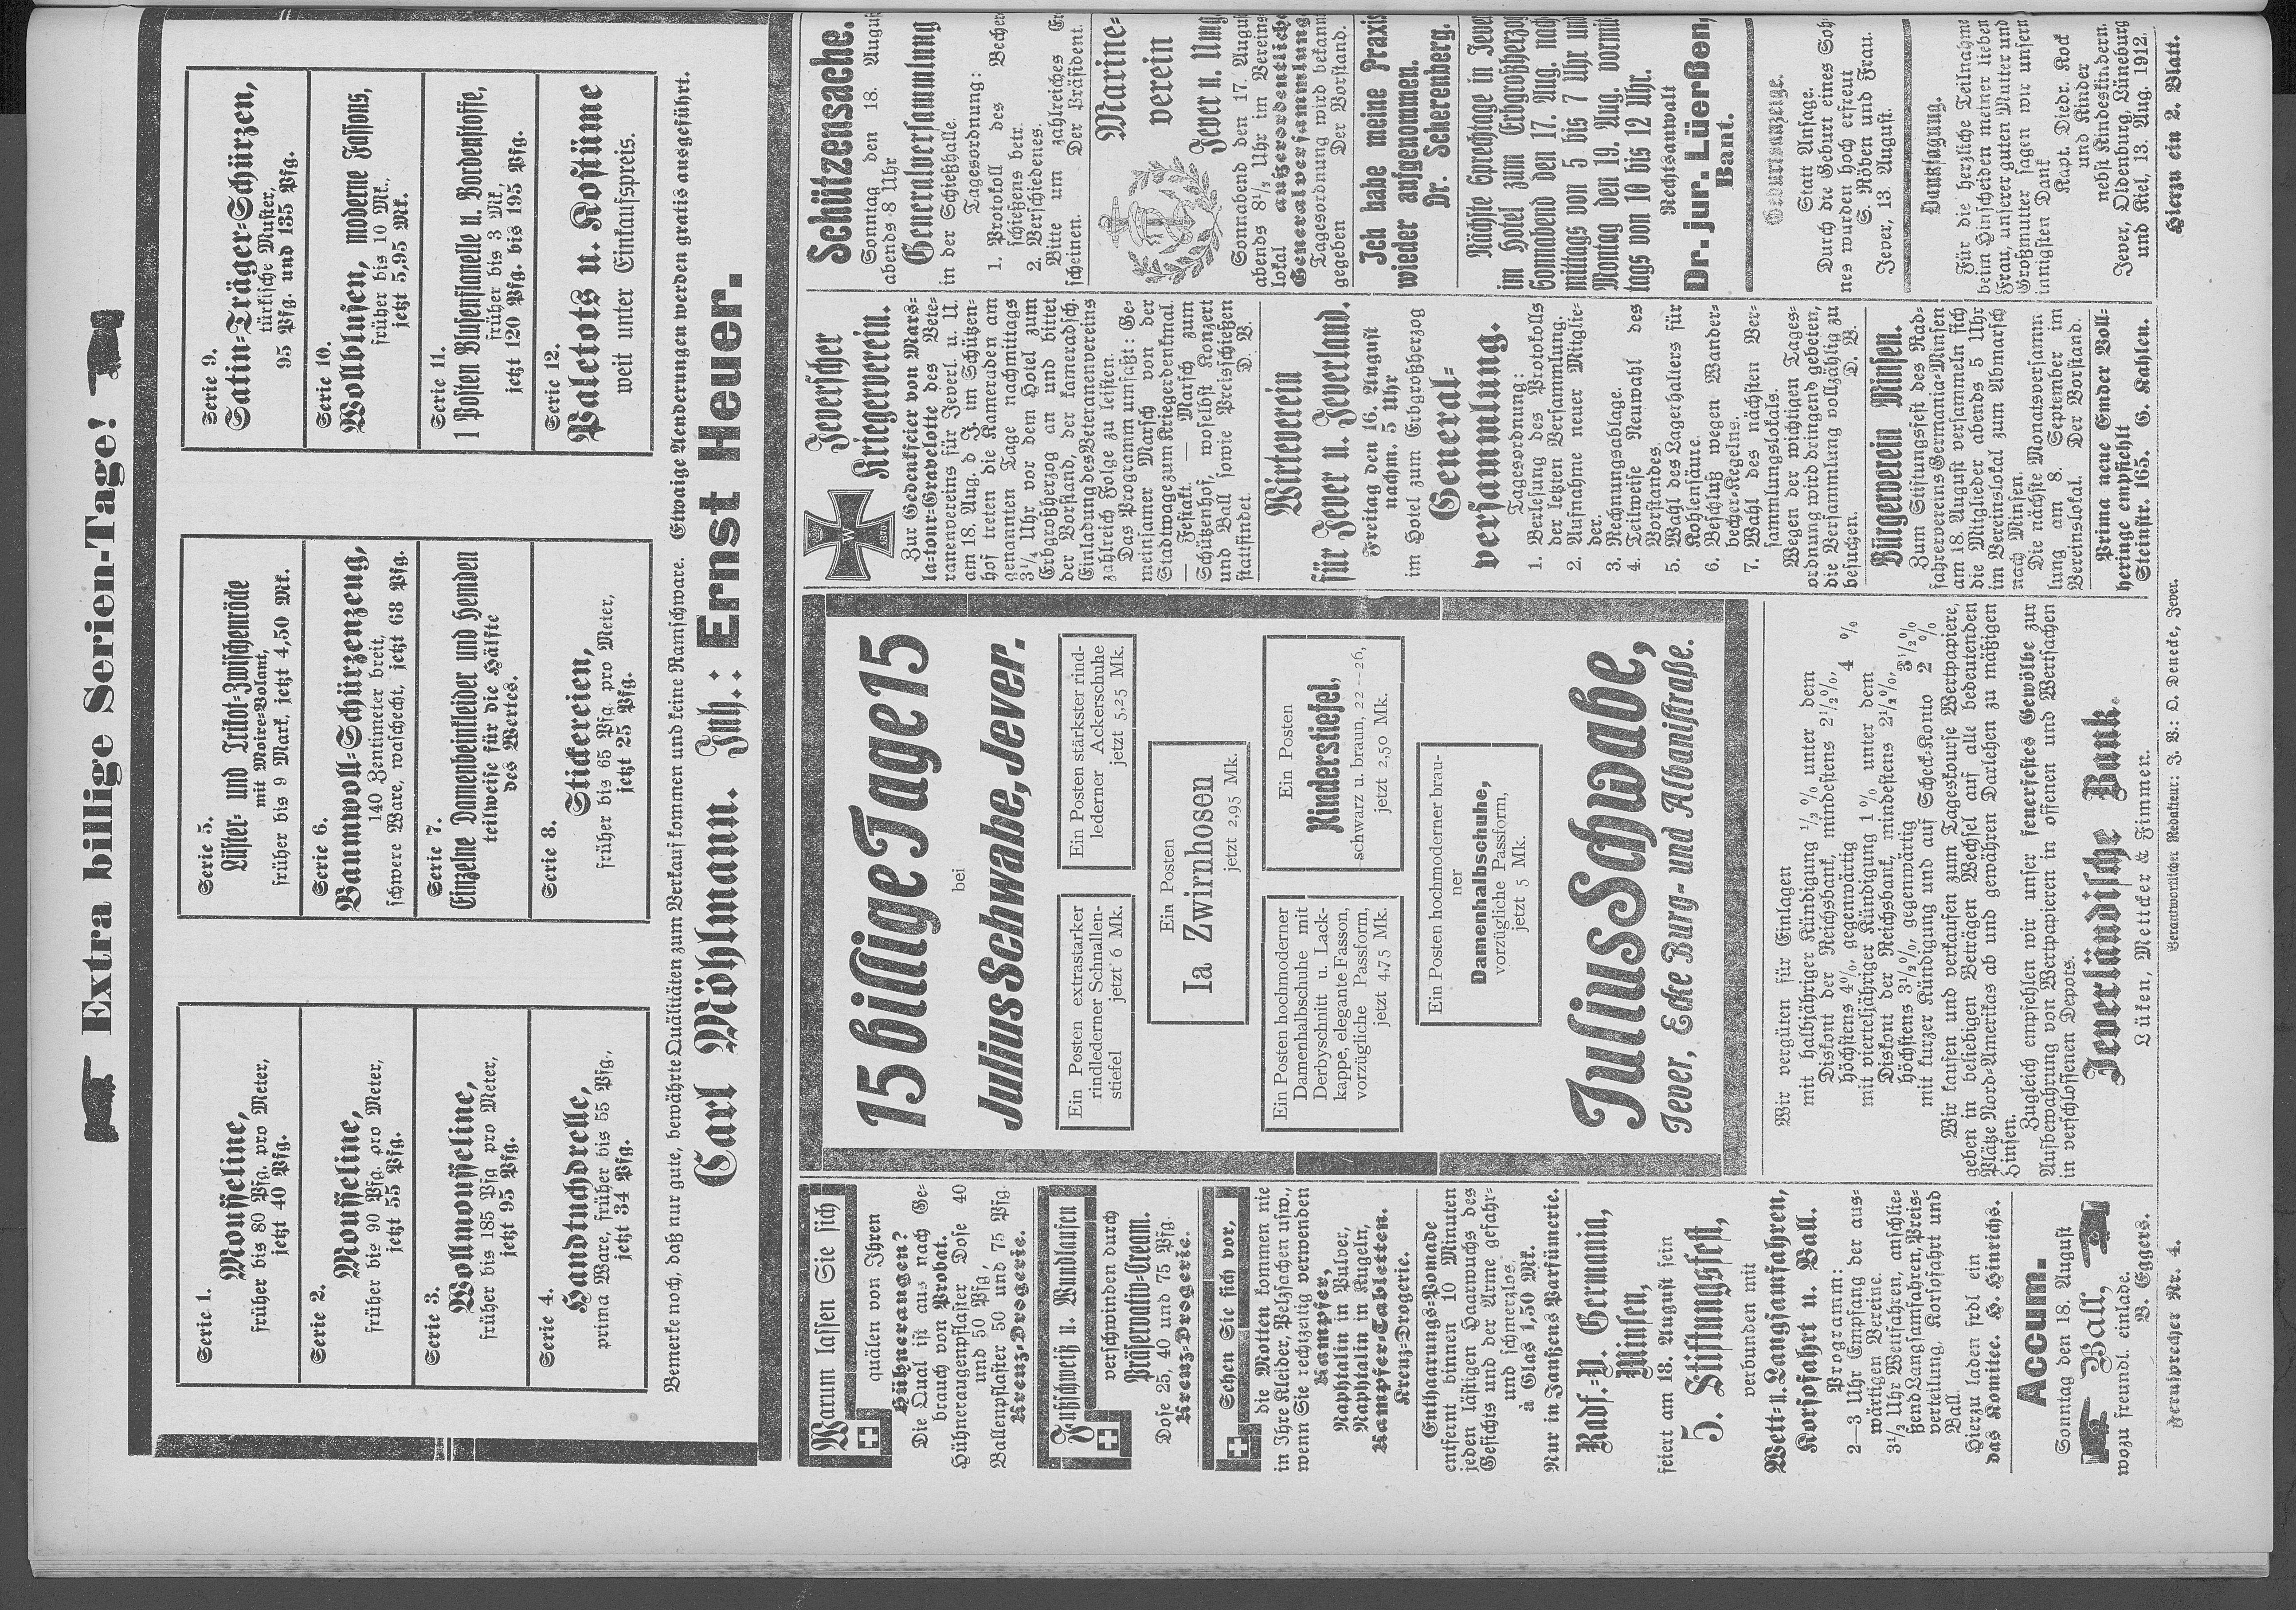 Extra billige Serien-Tage!
Serie 1.
Mousseline,
früher bis 80 Pfg. pro Meter,
jetzt 40 Pfg.
Serie 2.
Mousseline,
früher bis 90 Pfg. pro Meter,
jetzt 55 Pfg.
Serie 3.
Wollmousseline,
früher bis 185 Pfg pro Meter,
jetzt 95 Pfg.
Serie 4.
Handtuchdrelle,
prima Ware, früher bis 55 Pfg.,
jetzt 34 Pfg.
Serie 5.
Lüster- und Trikot-Zwischenröcke
mit Moiré-Volant,
früher bis 9 Mark, jetzt 4,50 Mk.
Serie 6.
Baumwoll-Schürzenzeug,
140 Zentimeter breit,
schwere Ware, waschecht, jetzt 68 Pfg.
Serie 7.
Einzelne Damenbeinkleider und Hemden
teilweise für die Hälfte
des Wertes.
Serie 8.
Stickereien,
früher bis 65 Pfg. pro Meter,
jetzt 25 Pfg.
Serie 9.
Satin-Träger-Schürzen,
türkische Muster,
95 Pfg. und 135 Pfg.
Serie 10.
Wollblusen, moderne Fassons,
früher bis 10 Mk.,
jetzt 5,95 Mk.
Serie 11.
1 Posten Blusenflanelle u. Bordenstoffe,
früher bis 3 Mk,
jetzt 120 Pfg. bis 195 Pfg.
Serie 12.
Paletots u. Kostüme
weit unter Einkaufspreis.
Bemerke noch, daß nur gute, bewährte Qualitäten zum Verkauf kommen und keine Ramschware. Etwaige Aenderungen werden gratis ausgeführt.
Carl Möhlmann. Inh.: Ernst Heuer.
Warum lassen Sie sich
quälen von Ihren
Hühneraugen?
Die Qual ist aus nach Ge-
brauch von Probat.
Hühneraugenpflaster Dose 40
und 50 Pfg,
Ballenpflaster 50 und 75 Pfg.
Kreuz-Drogerie.
Fußschweiß u. Wundlaufen
verschwinden durch
Präservativ-Cream.
Dose 25, 40 und 75 Pfg.
Kreuz-Drogerie.
Sehen Sie sich vor,
die Motten kommen nie
in Ihre Kleider, Pelzsachen usw.,
wenn Sie rechtzeitig verwenden
Kampfer,
Naphtalin in Pulver,
Naphtalin in Kugeln,
Kampfer-Tabletten.
Kreuz-Drogerie.
Enthaarungs-Pomade
entfernt binnen 10 Minuten
jeden lästigen Haarwuchs des
Gesichts und der Arme gefahr-
und schmerzlos.
à Glas 1,50 Mk.
Nur in Janßens Parfümerie.
Radf.-V. Germania,
Minsen,
feiert am 18. August sein
5. Stiftungsfest,
verbunden mit
Wett- u. Langsamfahren,
Korsofahrt u. Ball.
Programm:
2—3 Uhr Empfang der aus-
wärtigen Vereine.
3½ Uhr Wettfahren, anschlie-
ßend Langsamfahren, Preis-
verteilung, Korsofahrt und
Ball.
Hierzu laden frdl ein
das Komitee. H. Hinrichs.
Accum.
Sonntag den 18. August
Ball,
wozu freundl. einlade.
B. Eggers.
15 billige Tage 15
bei
Julius Schwabe, Jever.
Ein Posten extrastarker
rindlederner Schnallen-
stiefel jetzt 6 Mk.
Ein Posten stärkster rind-
lederner Ackerschuhe
jetzt 5,25 Mk.
Ein Posten
Ia Zwirnhosen
jetzt 2,95 Mk.
Ein Posten hochmoderner
Damenhalbschuhe mit
Derbyschnitt u. Lack-
kappe, elegante Fasson,
vorzügliche Passform,
jetzt 4.75 Mk.
Ein Posten
Kinderstiefel,
schwarz u. braun, 22--26,
jetzt 2,50 Mk.
Ein Posten hochmoderner brau-
ner
Damenhalbschuhe,
vorzügliche Passform,
jetzt 5 Mk.
Julius Schwabe,
Jever, Ecke Burg- und Albanistraße.
Wir vergüten für Einlagen
mit halbjähriger Kündigung ½ % unter dem
Diskont der Reichsbank, mindestens 2½%,
höchstens 4%, gegenwärtig 4 %
mit vierteljähriger Kündigung 1 % unter dem
Diskont der Reichsbank, mindestens 2½%,
höchstens 3½%, gegenwärtig 3½%
mit kurzer Kündigung und auf Scheck-Konto 2 %
Wir kaufen und verkaufen zum Tageskourse Wertpapiere,
geben in beliebigen Beträgen Wechsel auf alle bedeutenden
Plätze Nord-Amerikas ab und gewähren Darlehen zu mäßigen
Zinsen.
Zugleich empfehlen wir unser feuerfestes Gewölbe zur
Aufbewahrung von Wertpapieren in offenen und Wertsachen
in verschlossenen Depots.
Jeverländische Bank.
Lüken, Mettcker & Fimmen.
Jeverscher
Kriegerverein.
W
1870
Zur Gedenkfeier von Mars-
la-tour-Gravelotte des Vete-
ranenvereins für Jeverl. u. U.
am 18. Aug. d J. im Schützen-
hof treten die Kameraden am
genannten Tage nachmittags
3¼ Uhr vor dem Hotel zum
Erbgroßherzog an und bittet
der Vorstand, der kameradsch.
Einladung des Veteranenvereins
zahlreich Folge zu leisten.
Das Programm umfaßt: Ge-
meinsamer Marsch von der
Stadtwage zum Kriegerdenkmal.
— Festakt. — Marsch zum
Schützenhof, woselbst Konzert
und Ball sowie Preisschießen
stattfindet. D. V.
Wirteverein
für Jever u. Jeverland.
Freitag den 16. August
nachm. 5 Uhr
im Hotel zum Erbgroßherzog
General-
versammlung.
Tagesordnung:
1. Verlesung des Protokolls
der letzten Versammlung.
2. Aufnahme neuer Mitglie-
der.
3. Rechnungsablage.
4. Teilweise Neuwahl des
Vorstandes.
5. Wahl des Lagerhalters für
Kohlensäure.
6. Beschluß wegen Wander-
becher-Kegelns.
7. Wahl des nächsten Ver-
sammlungslokals.
Wegen der wichtigen Tages-
ordnung wird dringend gebeten,
die Versammlung vollzählig zu
besuchen. D. V.
Bürgerverein Minsen.
Zum Stiftungsfest des Rad-
fahrervereins Germania-Minsen
am 18. August versammeln sich
die Mitglieder abends 5 Uhr
im Vereinslokal zum Abmarsch
nach Minsen.
Die nächste Monatsversamm
lung am 8. September im
Vereinslokal. Der Vorstand.
Prima neue Emder Voll-
heringe empfiehlt
Steinstr. 165. G. Kahlen.
Schützensache.
Sonntag den 18. August
abends 8 Uhr
Generalversammlung
in der Schießhalle.
Tagesordnung:
1. Protokoll des Becher
schießens betr.
2. Verschiedenes.
Bitte um zahlreiches Er
scheinen. Der Präsident.
Marine-
verein
Jever u. Umg
Sonnabend den 17. August
abends 8½ Uhr im Vereins
lokal außerordentliche
Generalversammlung
Tagesordnung wird bekannt
gegeben Der Vorstand.
Ich habe meine Praxis
wieder aufgenommen.
Dr. Scherenberg.
Nächste Sprechtage in Jever
im Hotel zum Erbgroßherzog
Sonnabend den 17. Aug. nach
mittags von 5 bis 7 Uhr und
Montag den 19. Aug. vormit
tags von 10 bis 12 Uhr.
Rechtsanwalt
Dr. jur. Lüerßen,
Bant.
Geburtsanzeige.
Statt Ansage.
Durch die Geburt eines Soh
nes wurden hoch erfreut
S. Röben und Frau.
Jever, 13. August.
Danksagung.
Für die herzliche Teilnahme
beim Hinscheiden meiner lieben
Frau, unserer guten Mutter und
Großmutter sagen wir unsern
innigsten Dank
Kapt. Diedr. Kock
und Kinder
nebst Kindeskindern.
Jever, Oldenburg, Lüneburg
und Kiel, 13. Aug. 1912.
Fernsprecher Nr. 4.
Verantwortlicher Redakteur: J. V.: O. Denecke, Jever.
Hierzu ein 2. Blatt.